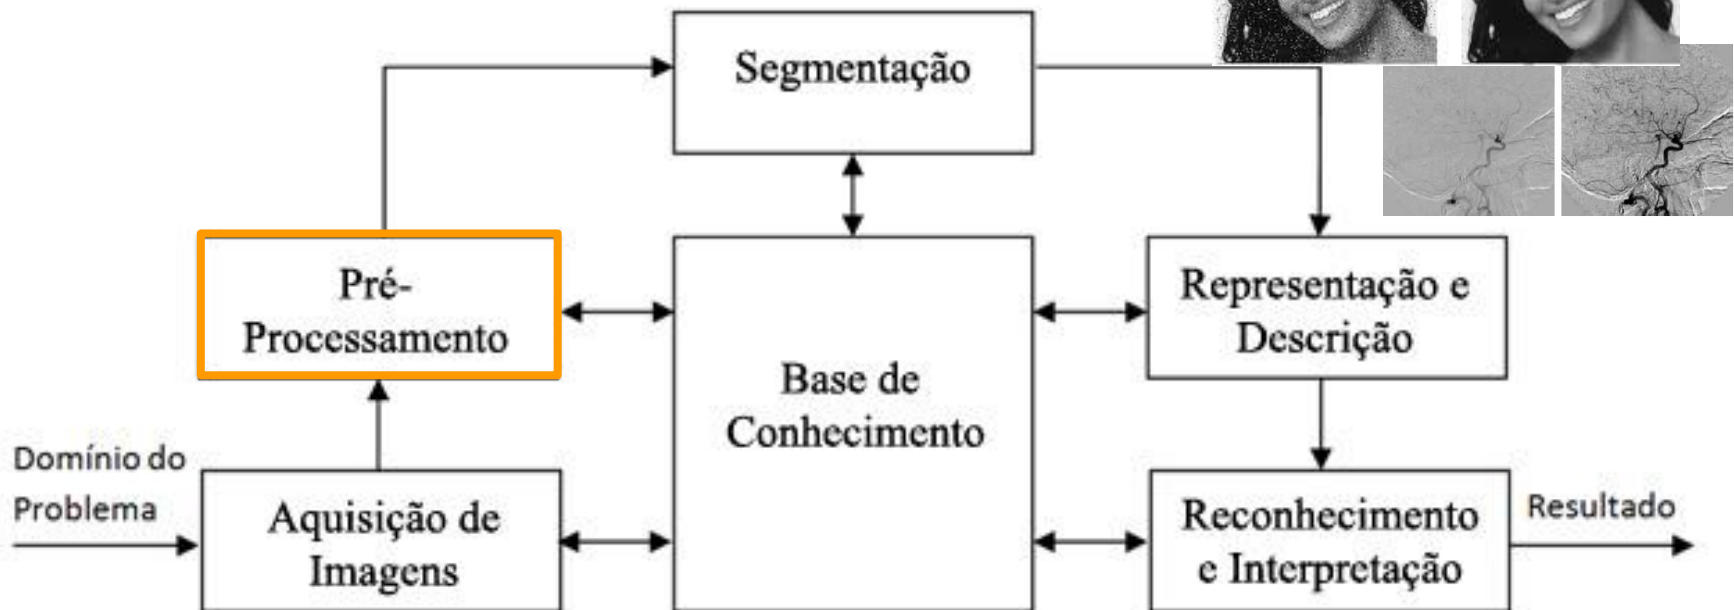 Segmentação
Pré-
Processamento
Representação e
Descrição
Base de
Conhecimento
Domínio do
Problema
Aquisição de
Imagens
Reconhecimento
e Interpretação
Resultado